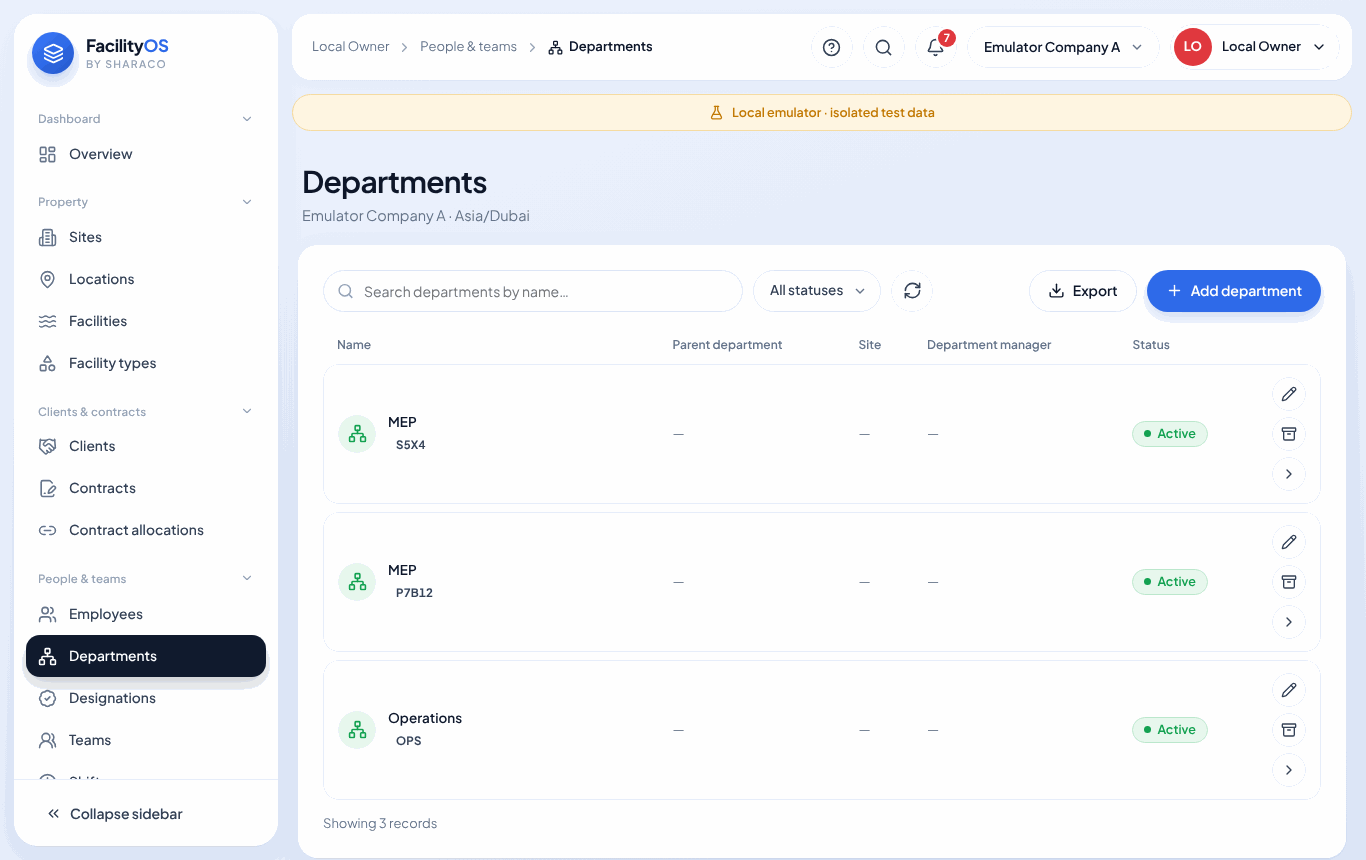 FacilityOS
BY SHARACO
Dashboard
Overview
Property
Sites
Locations
Facilities
Facility types
Clients & contracts
Clients
Contracts
Contract allocations
People & teams
Employees
Departments
Designations
Teams
Collapse sidebar
Local Owner
People & teams
Departments
7
Emulator Company A
LO
Local Owner
Local emulator · isolated test data
Departments
Emulator Company A · Asia/Dubai
Search departments by name...
All statuses
Export
Add department
Name Parent department Site Department manager Status
MEP
S5X4
— — —
Active
MEP
P7B12
— — —
Active
Operations
OPS
— — —
Active
Showing 3 records